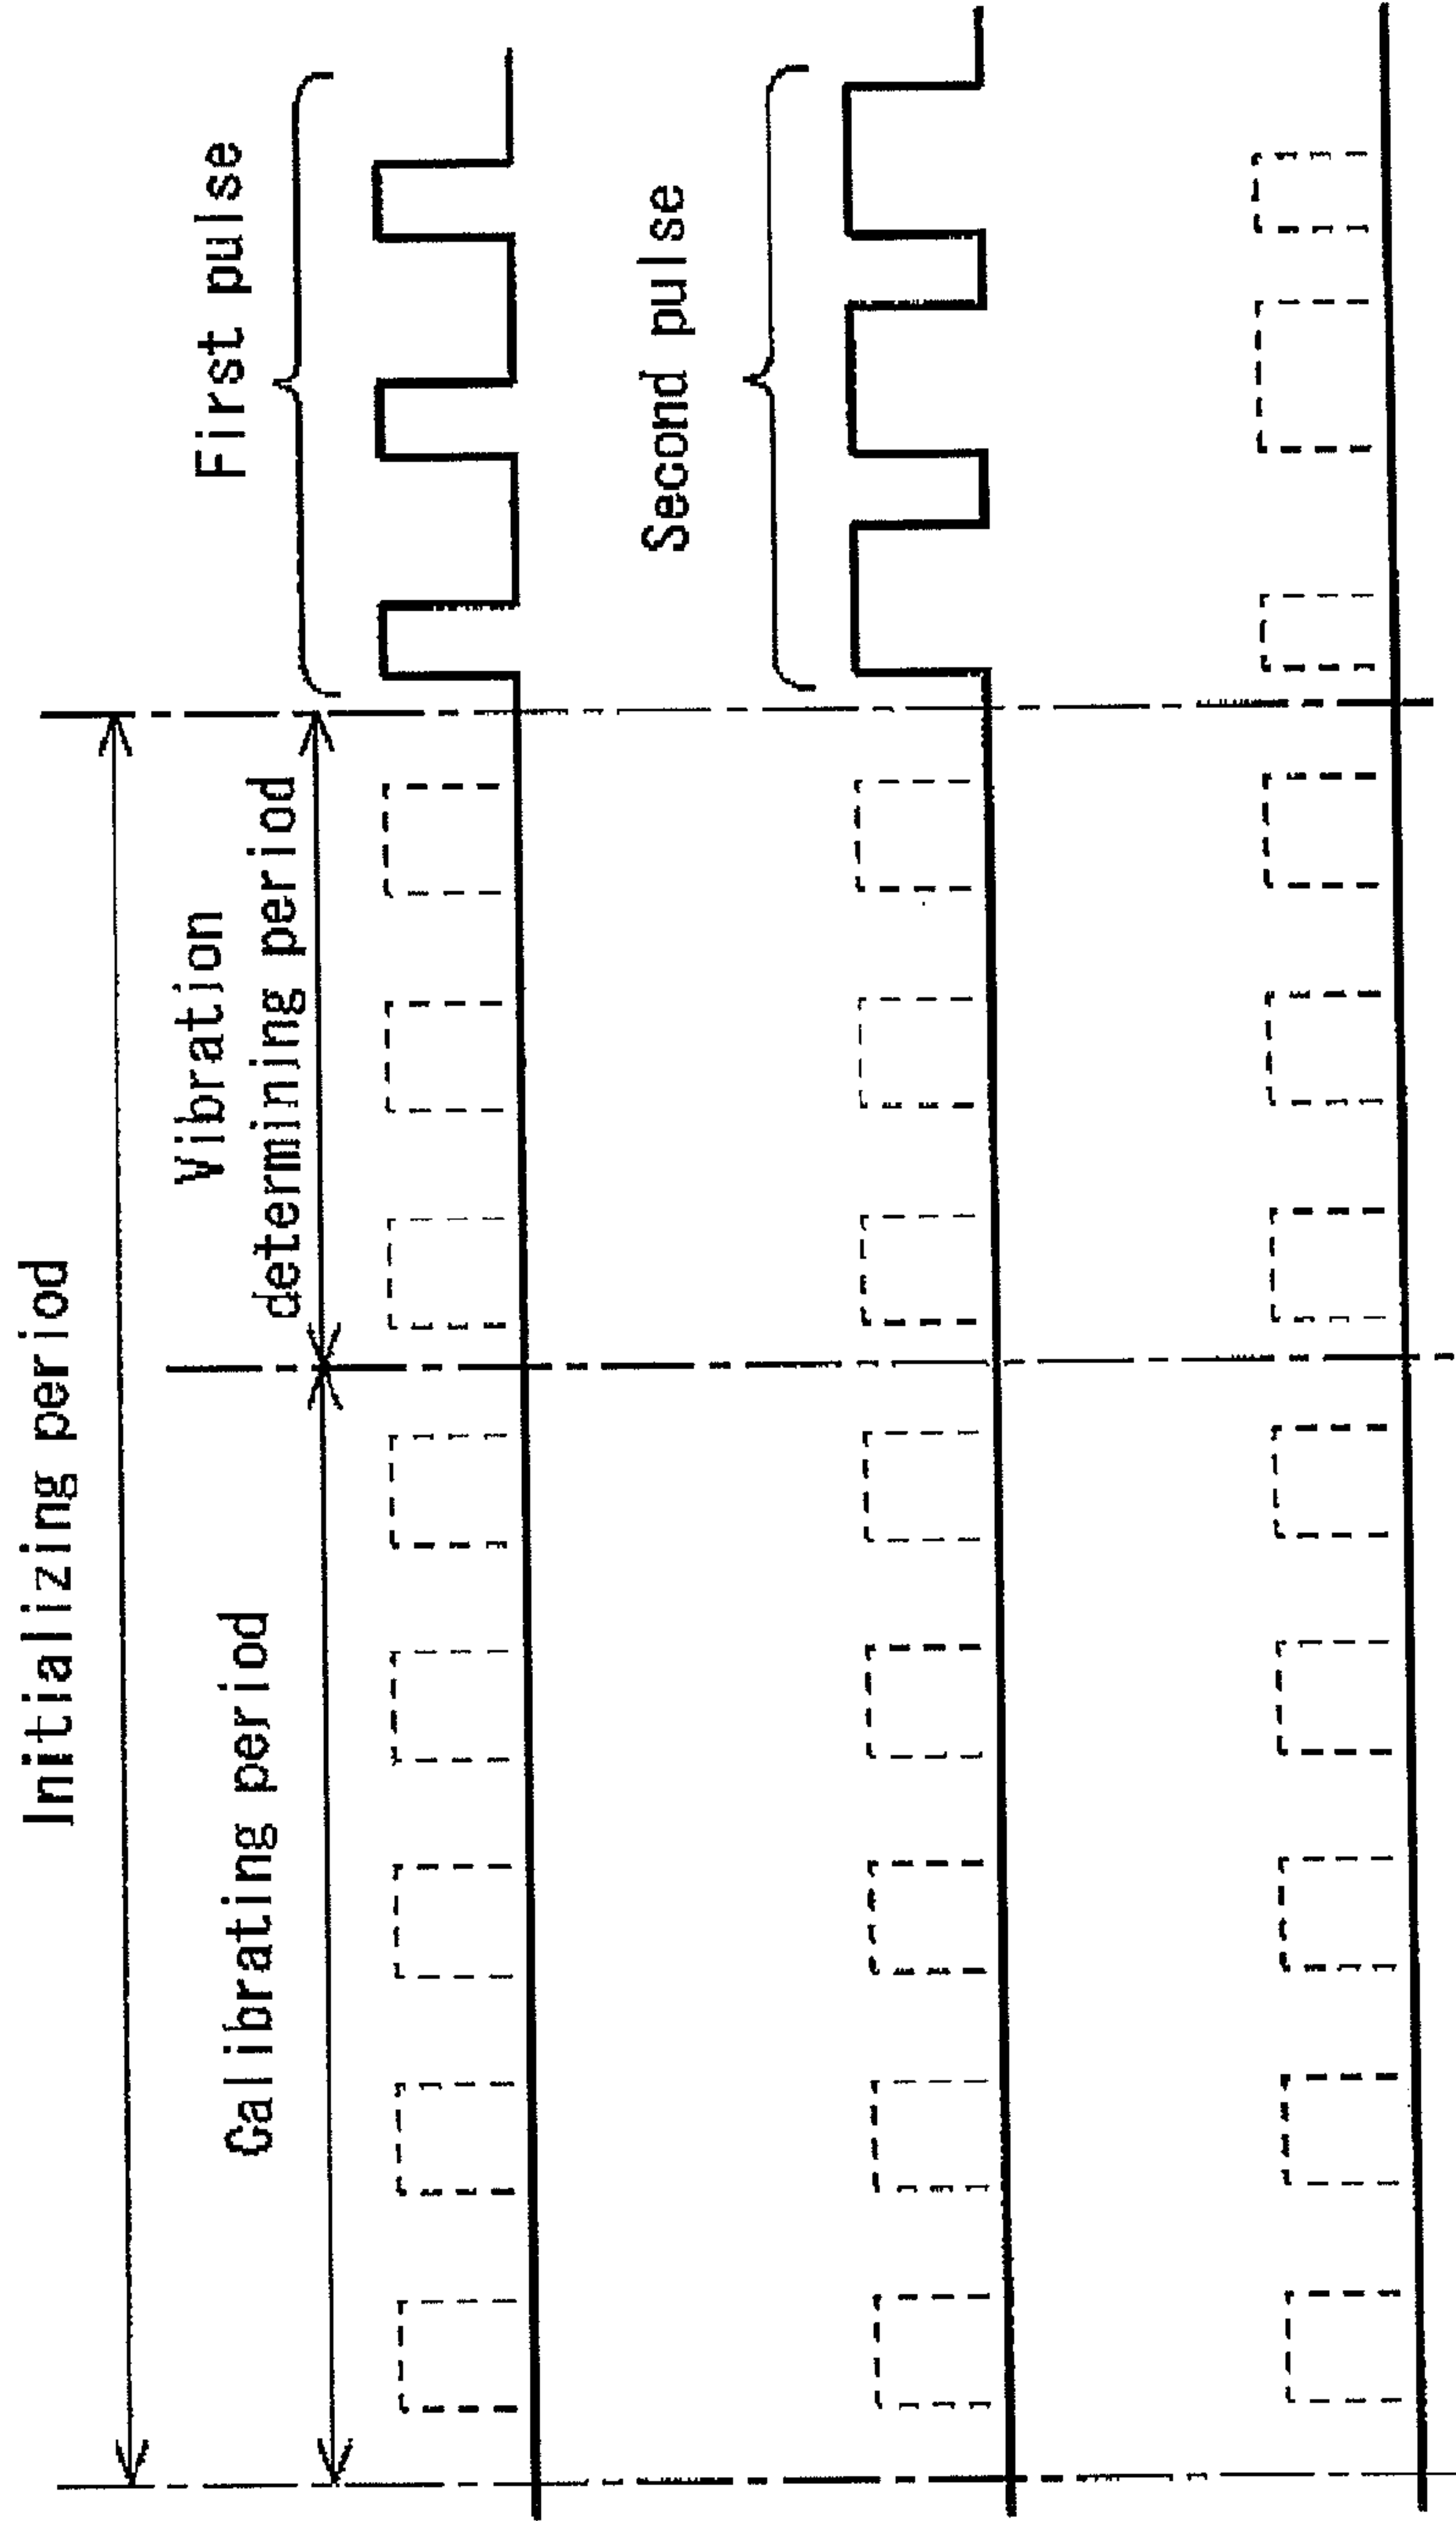 Initializing period
Calibrating period
Vibration
determining period
First pulse
Second pulse